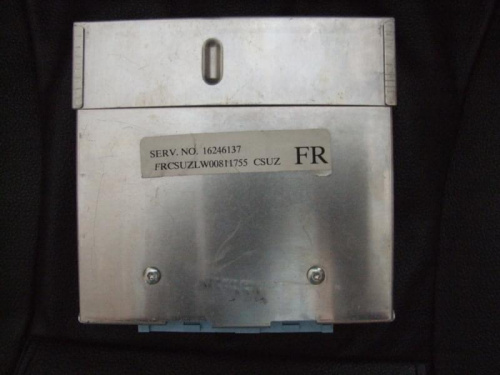 SERV. NO. 16246137
FRCSUZLW00811755 CSUZ FR